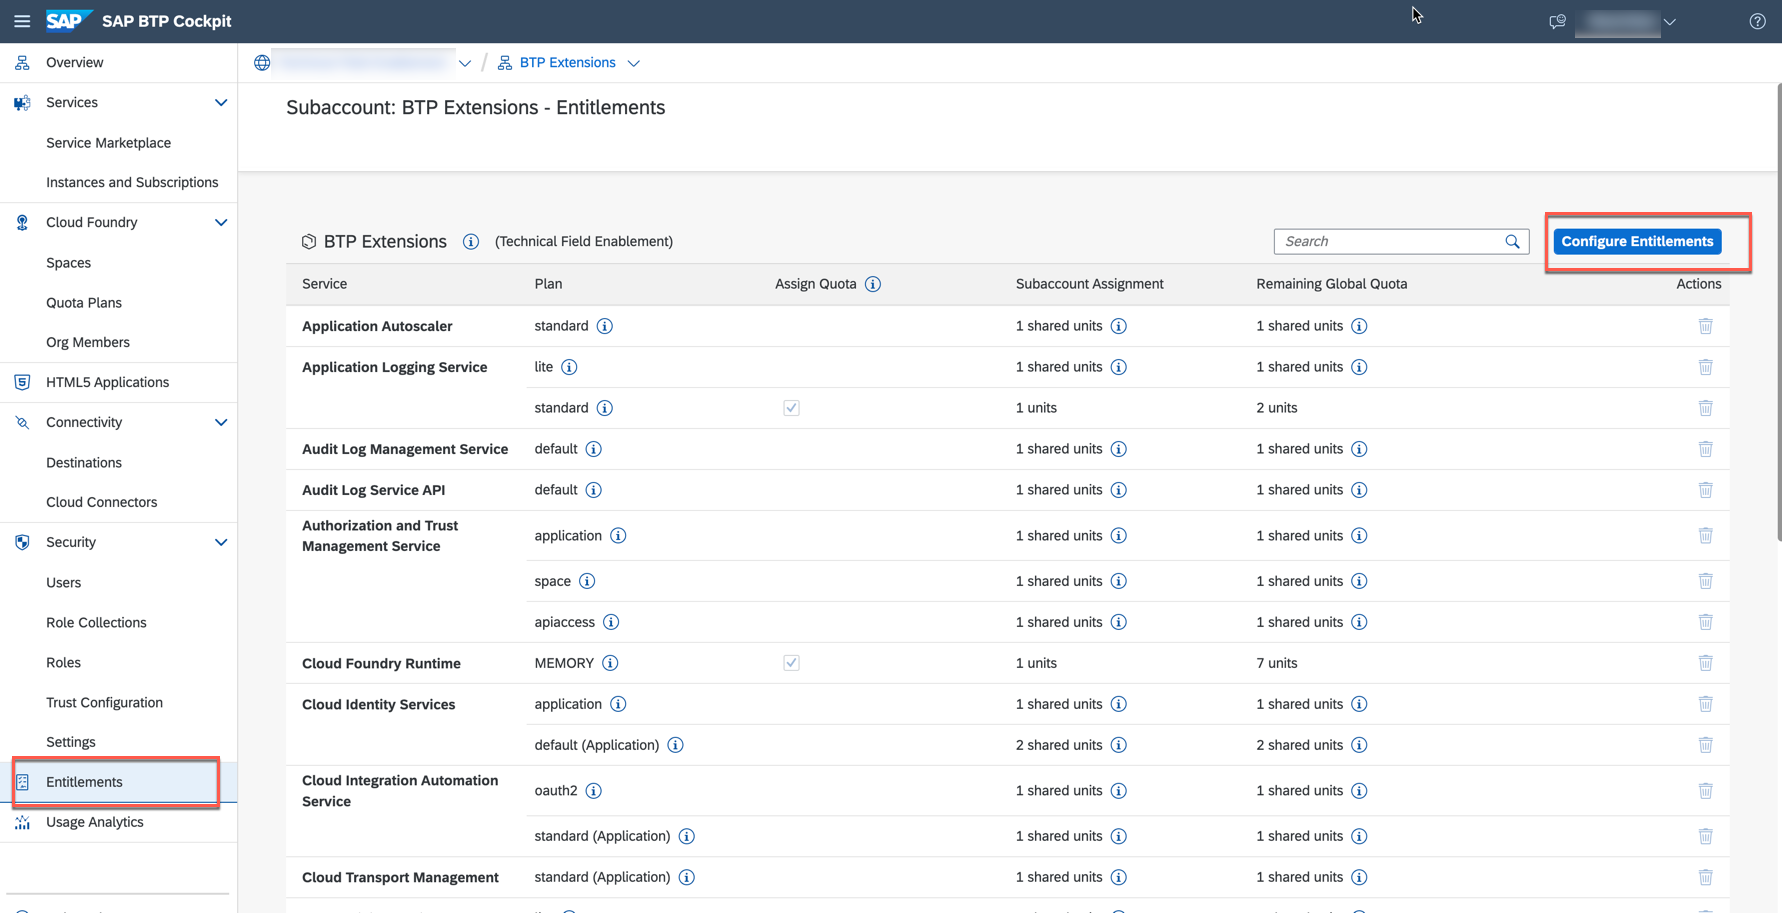 SAP SAP BTP Cockpit
BTP Extensions
Overview
Services
Service Marketplace
Instances and Subscriptions
Cloud Foundry
Spaces
Quota Plans
Org Members
HTML5 Applications
Connectivity
Destinations
Cloud Connectors
Security
Users
Role Collections
Roles
Trust Configuration
Settings
Entitlements
Usage Analytics
Subaccount: BTP Extensions - Entitlements
BTP Extensions (Technical Field Enablement) Search Configure Entitlements
Service Plan Assign Quota Subaccount Assignment Remaining Global Quota Actions
Application Autoscaler standard 1 shared units 1 shared units
Application Logging Service lite 1 shared units 1 shared units
standard 1 units 2 units
Audit Log Management Service default 1 shared units 1 shared units
Audit Log Service API default 1 shared units 1 shared units
Authorization and Trust
Management Service application 1 shared units 1 shared units
space 1 shared units 1 shared units
apiaccess 1 shared units 1 shared units
Cloud Foundry Runtime MEMORY 1 units 7 units
Cloud Identity Services application 1 shared units 1 shared units
default (Application) 2 shared units 2 shared units
Cloud Integration Automation
Service oauth2 1 shared units 1 shared units
standard (Application) 1 shared units 1 shared units
Cloud Transport Management standard (Application) 1 shared units 1 shared units